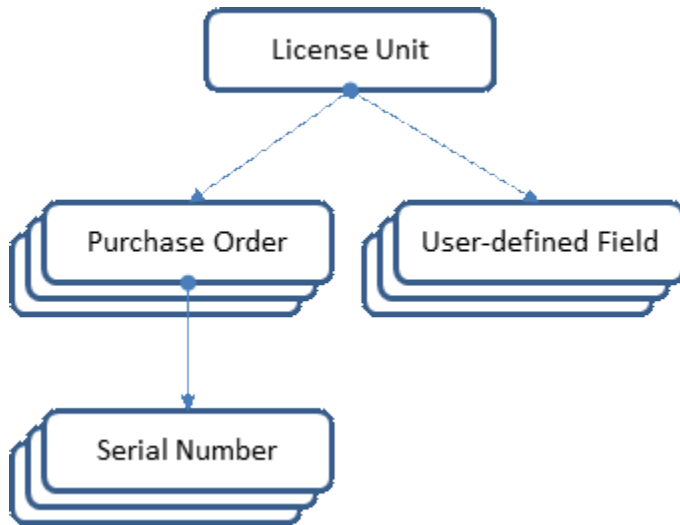 License Unit
Purchase Order
User-defined Field
Serial Number